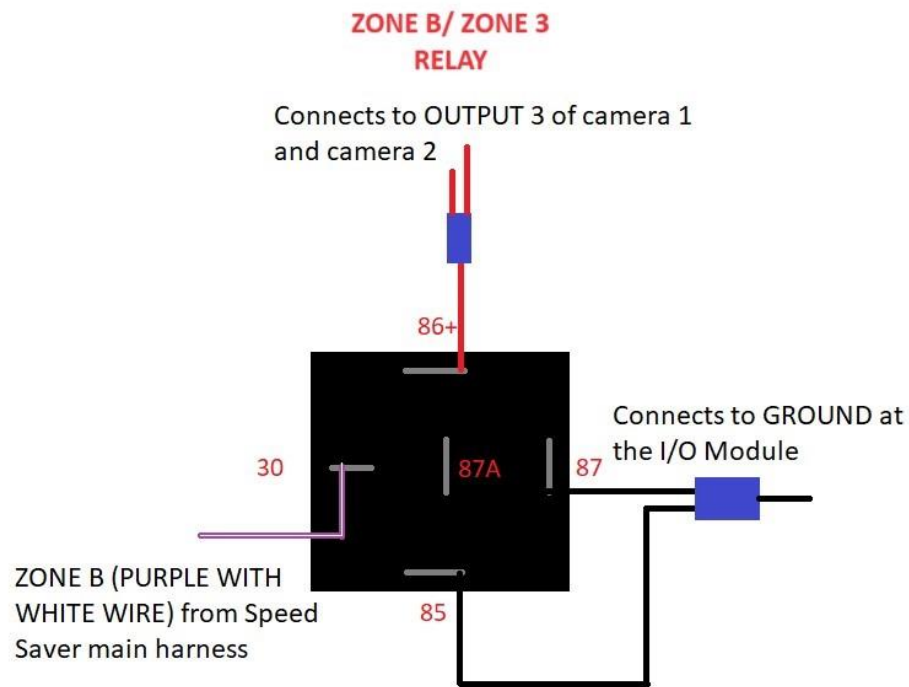 ZONE B/ ZONE 3
RELAY
Connects to OUTPUT 3 of camera 1
and camera 2
86+
Connects to GROUND at
the I/O Module
30
87A
87
ZONE B (PURPLE WITH
WHITE WIRE) from Speed
Saver main harness
85